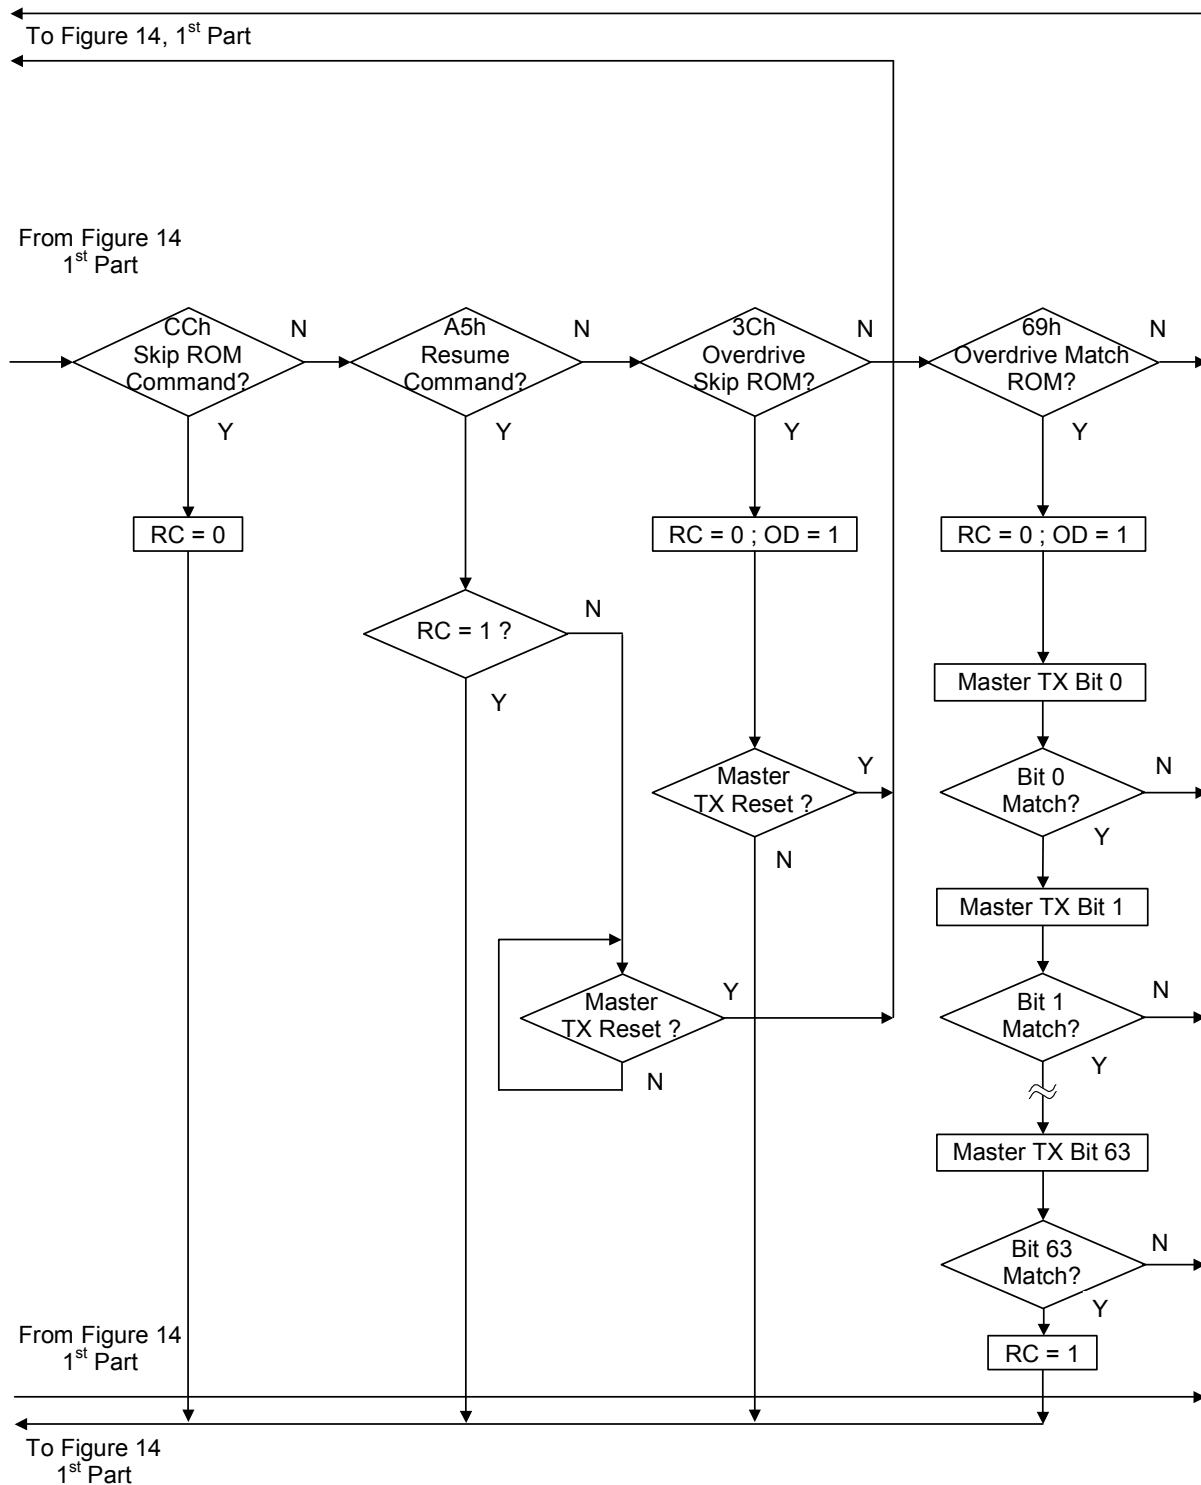 To Figure 14, 1st Part
From Figure 14
1st Part
CCh
Skip ROM
Command?
N
Y
A5h
Resume
Command?
N
Y
3Ch
Overdrive
Skip ROM?
N
Y
69h
Overdrive Match
ROM?
N
Y
RC = 0
RC = 0 ; OD = 1
RC = 0 ; OD = 1
RC = 1 ?
N
Y
Master TX Bit 0
Master
TX Reset ?
Y
N
Bit 0
Match?
N
Y
Master TX Bit 1
Master
TX Reset ?
Y
N
Bit 1
Match?
N
Y
Master TX Bit 63
Bit 63
Match?
N
Y
RC = 1
From Figure 14
1st Part
To Figure 14
1st Part